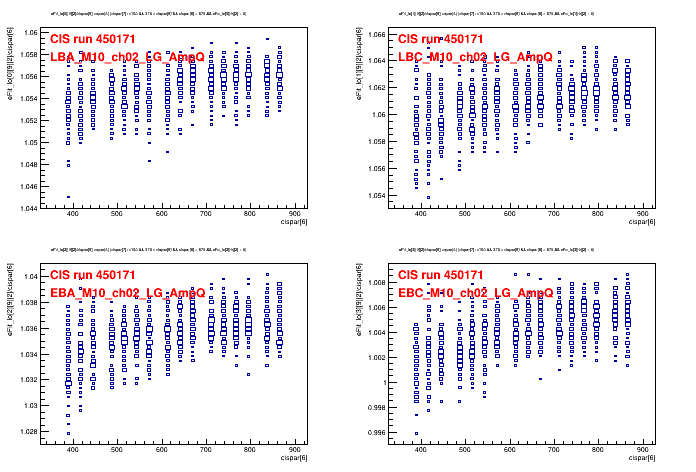 CIS run 450171
LBA_M10_ch02_LG_AmpQ
1.06
1.058
1.056
1.054
1.052
1.05
1.048
1.046
1.044
400 500 600 700 800 900
cispar[6]
CIS run 450171
LBC_M10_ch02_LG_AmpQ
1.066
1.064
1.062
1.06
1.058
1.056
1.054
400 500 600 700 800 900
cispar[6]
CIS run 450171
EBA_M10_ch02_LG_AmpQ
1.04
1.038
1.036
1.034
1.032
1.03
1.028
400 500 600 700 800 900
cispar[6]
CIS run 450171
EBC_M10_ch02_LG_AmpQ
1.008
1.006
1.004
1.002
1
0.998
0.996
400 500 600 700 800 900
cispar[6]